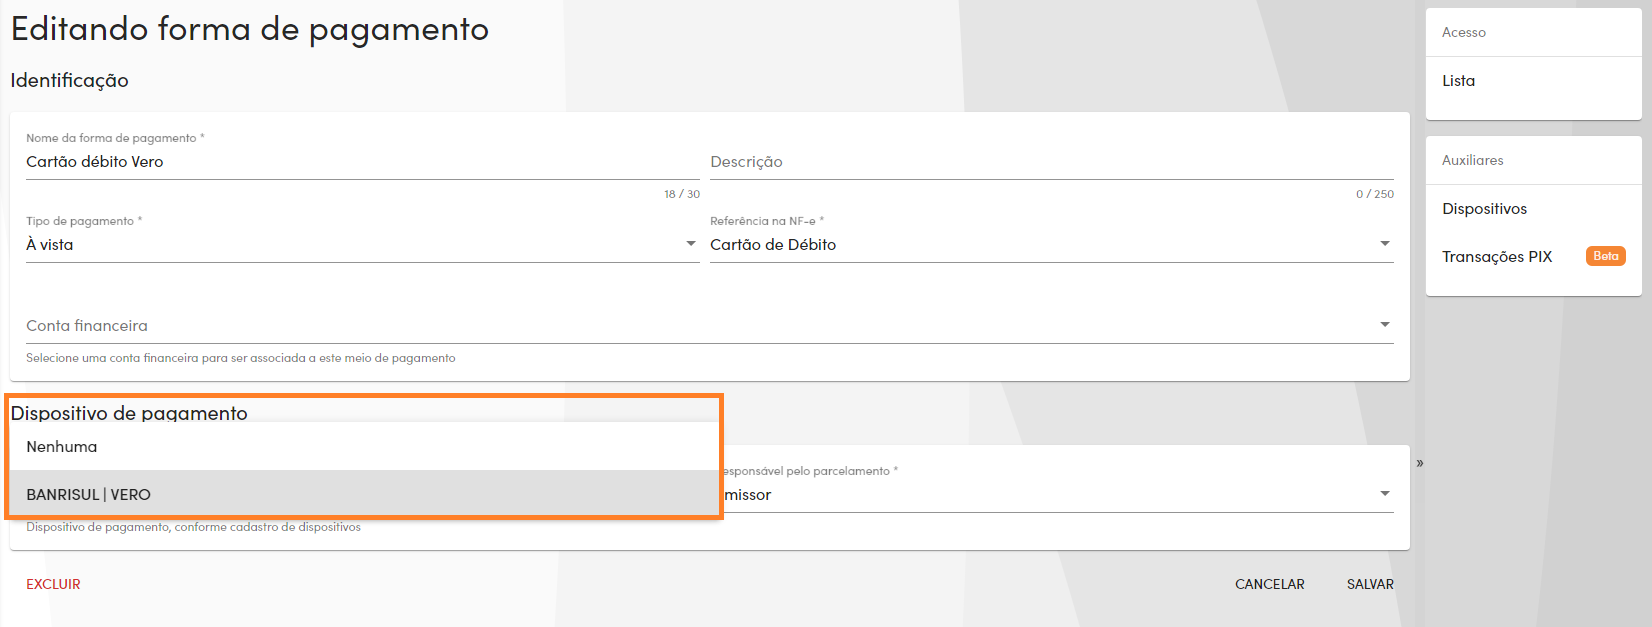 Editando forma de pagamento
Identificação
Nome da forma de pagamento *
Cartão débito Vero
Descrição
18 / 30
0 / 250
Tipo de pagamento *
Referência na NF-e *
À vista
Cartão de Débito
Conta financeira
Selecione uma conta financeira para ser associada a este meio de pagamento
Dispositivo de pagamento
Nenhuma
BANRISUL | VERO
esponsável pelo parcelamento *
missor
Dispositivo de pagamento, conforme cadastro de dispositivos
EXCLUIR
CANCELAR
SALVAR
»
Acesso
Lista
Auxiliares
Dispositivos
Transações PIX Beta